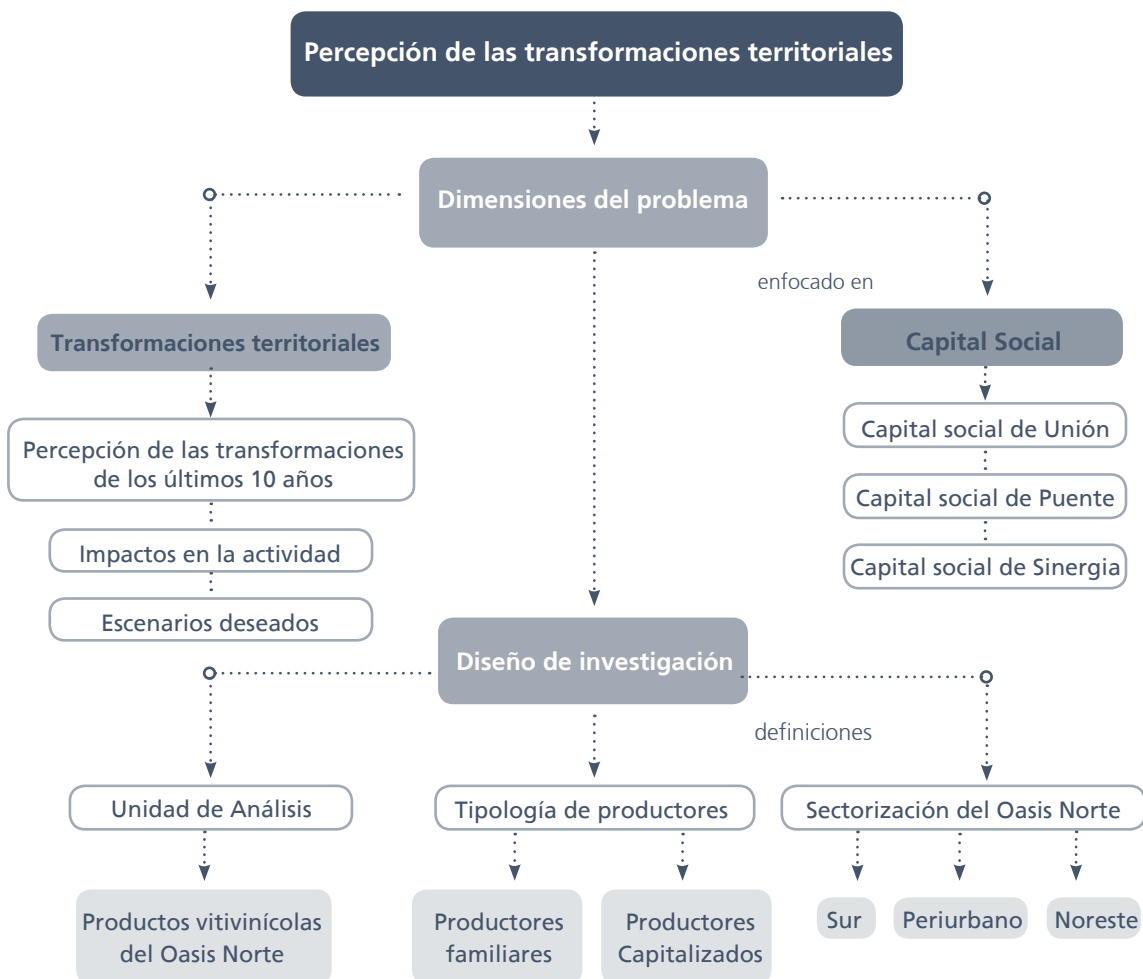 Percepción de las transformaciones territoriales
Dimensiones del problema
enfocado en
Transformaciones territoriales
Capital Social
Percepción de las transformaciones
de los últimos 10 años
Impactos en la actividad
Escenarios deseados
Capital social de Unión
Capital social de Puente
Capital social de Sinergia
Diseño de investigación
definiciones
Unidad de Análisis
Tipología de productores
Sectorización del Oasis Norte
Productos vitivinícolas
del Oasis Norte
Productores
familiares
Productores
Capitalizados
Sur
Periurbano
Noreste